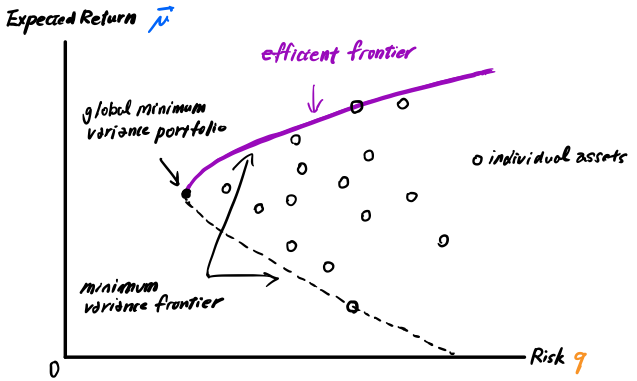 Expected Return μ⃗
efficient frontier
global minimum
variance portfolio
individual assets
minimum
variance frontier
Risk q
0